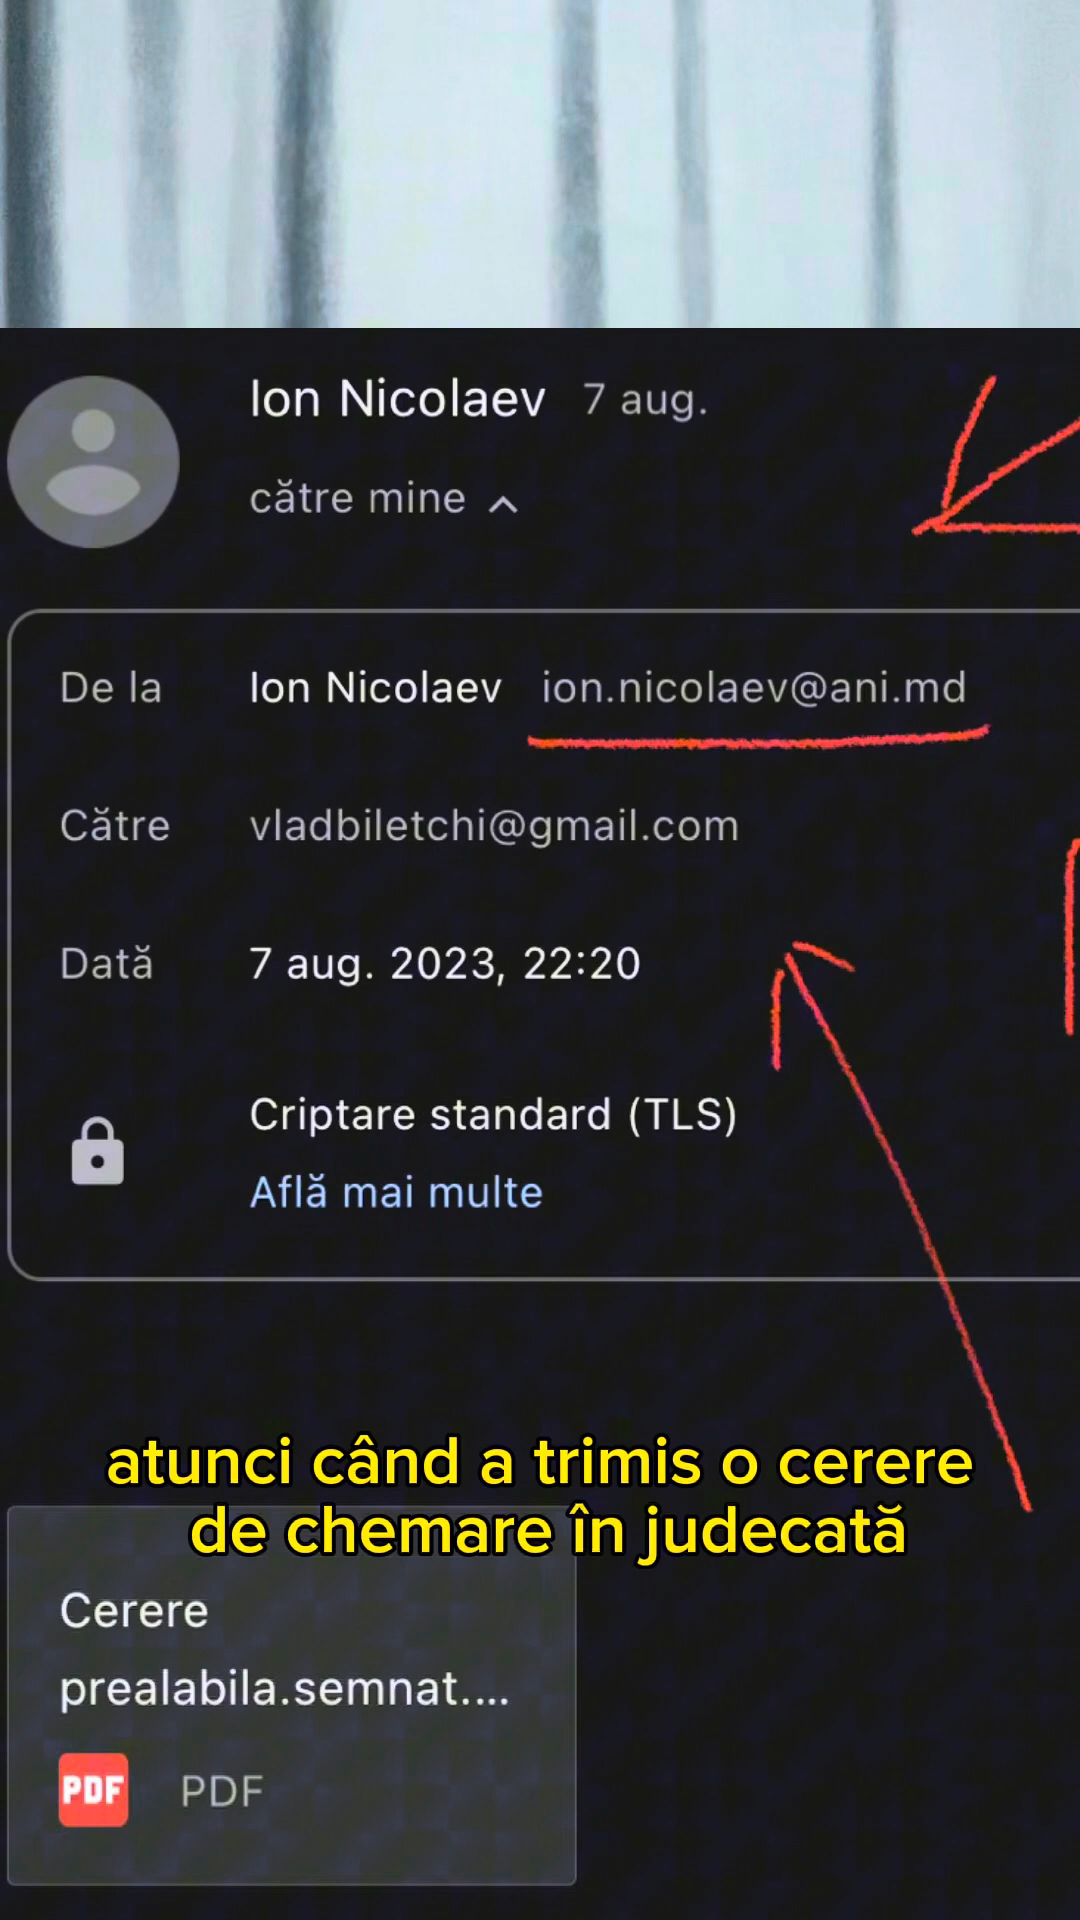 Ion Nicolaev 7 aug.
către mine
De la Ion Nicolaev ion.nicolaev@ani.md
Către vladbiletchi@gmail.com
Dată 7 aug. 2023, 22:20
Criptare standard (TLS)
Află mai multe
atunci când a trimis o cerere
de chemare în judecată
Cerere
prealabila.semnat....
PDF PDF